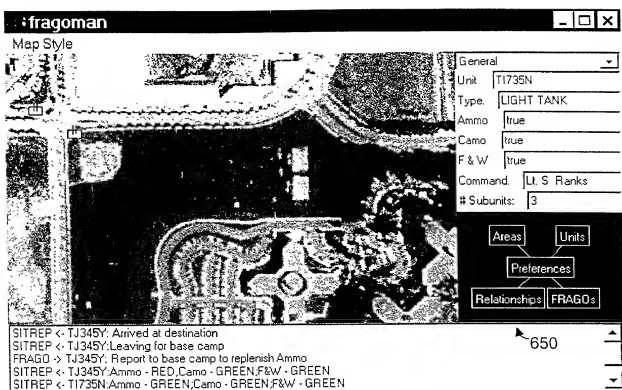 fragoman
Map Style
General
Unit TI735N
Type. LIGHT TANK
Ammo true
Camo true
F & W true
Command. Lt. S Ranks
# Subunits: 3
Areas Units
Preferences
Relationships FRAGOs
650
SITREP <- TJ345Y: Arrived at destination
SITREP <- TJ345Y:Leaving for base camp
FRAGO -> TJ345Y: Report to base camp to replenish Ammo
SITREP <- TJ345Y:Ammo - RED,Camo - GREEN;F&W - GREEN
SITREP <- TI735N:Ammo - GREEN;Camo - GREEN;F&W - GREEN